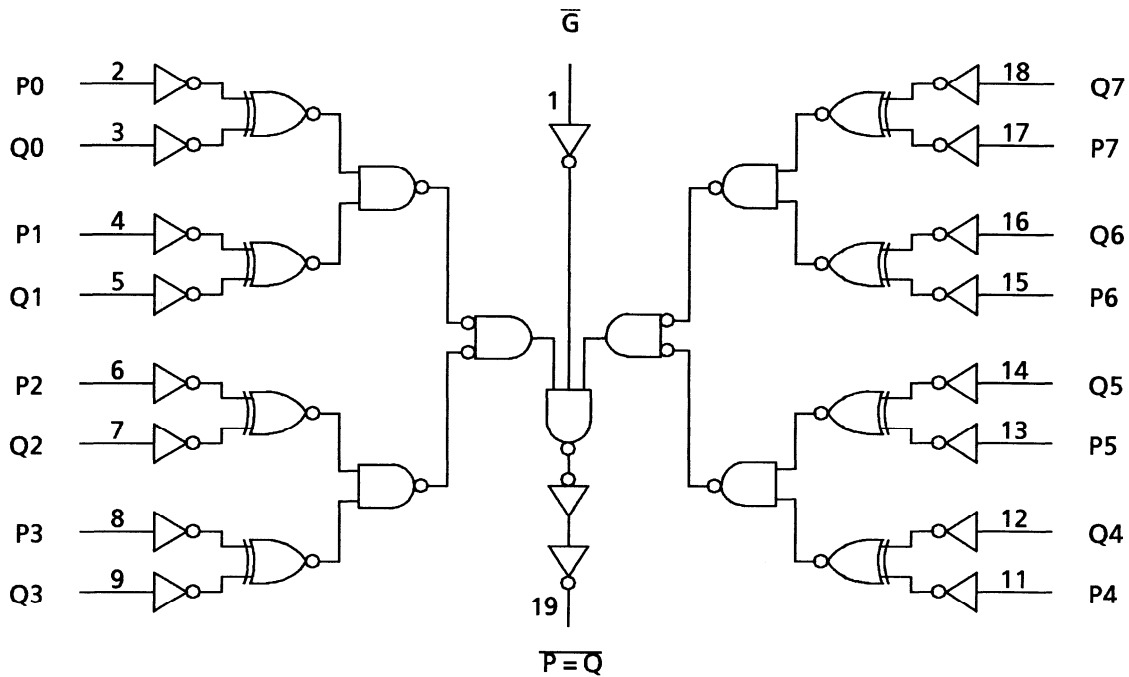 G̅
1
P0 2
Q0 3
P1 4
Q1 5
P2 6
Q2 7
P3 8
Q3 9
18 Q7
17 P7
16 Q6
15 P6
14 Q5
13 P5
12 Q4
11 P4
19
P̅ ̅=̅ ̅Q̅